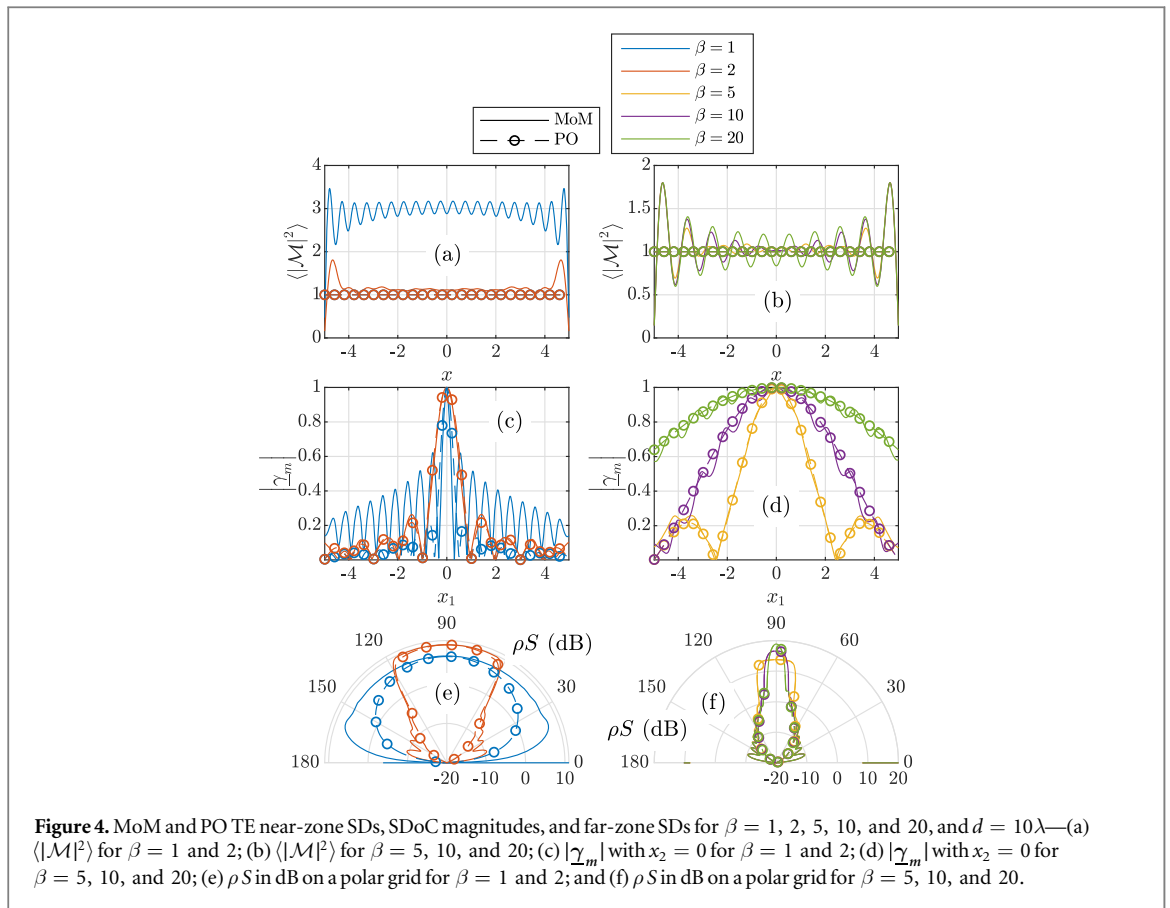 β = 1
β = 2
β = 5
β = 10
β = 20
MoM
PO
4
3
2
1
0
⟨|ℳ|²⟩
(a)
-4 -2 0 2 4
x
2
1.5
1
0.5
0
⟨|ℳ|²⟩
(b)
-4 -2 0 2 4
x
1
0.8
0.6
0.4
0.2
|γ_m|
(c)
-4 -2 0 2 4
x₁
1
0.8
0.6
0.4
0.2
|γ_m|
(d)
-4 -2 0 2 4
x₁
90
120
150
180
30
0
ρS (dB)
(e)
-20 -10 0 10
90
120
60
150
30
180
0
ρS (dB)
(f)
-20 -10 0 10 20
Figure 4. MoM and PO TE near-zone SDs, SDoC magnitudes, and far-zone SDs for β = 1, 2, 5, 10, and 20, and d = 10λ—(a)
⟨|ℳ|²⟩ for β = 1 and 2; (b) ⟨|ℳ|²⟩ for β = 5, 10, and 20; (c) |γ_m| with x₂ = 0 for β = 1 and 2; (d) |γ_m| with x₂ = 0 for
β = 5, 10, and 20; (e) ρ S in dB on a polar grid for β = 1 and 2; and (f) ρ S in dB on a polar grid for β = 5, 10, and 20.